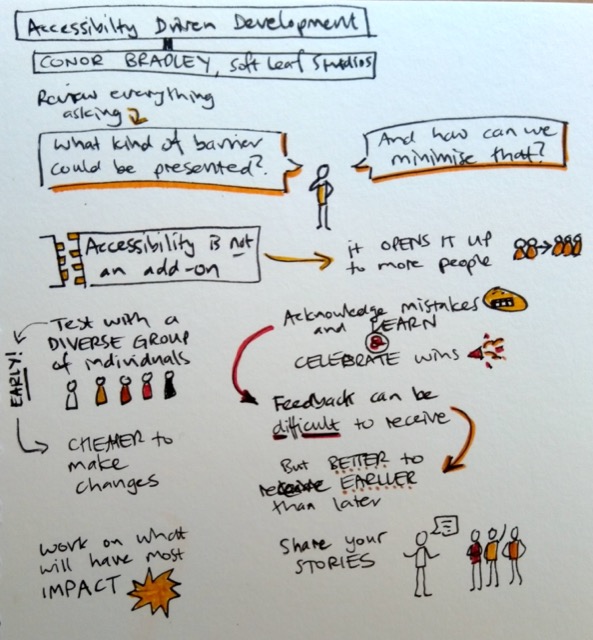 Accessibilty Driven Development
CONOR BRADLEY, Soft Leaf Studios
Review everything
asking
What kind of barrier
could be presented?
And how can we
minimise that?
Accessibility is not
an add-on
it OPENS IT UP
to more people
Acknowledge mistakes
and LEARN
&
CELEBRATE wins
EARLY!
Test with a
DIVERSE GROUP
of individuals
CHEAPER to
make
changes
Feedback can be
difficult to receive
But BETTER to
receive EARLIER
than later
Work on what
will have most
IMPACT
Share your
STORIES